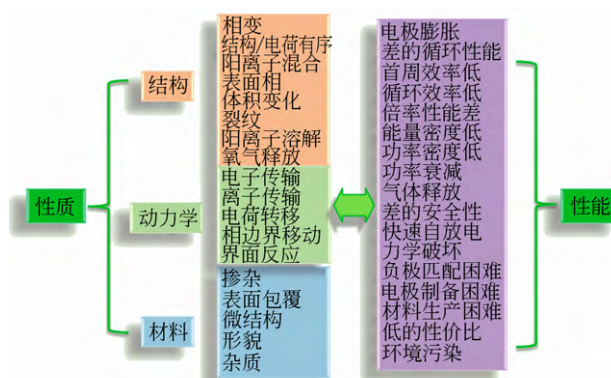 性质
结构
动力学
材料
相变
结构/电荷有序
阳离子混合
表面相
体积变化
裂纹
阳离子溶解
氧气释放
电子传输
离子传输
电荷转移
相边界移动
界面反应
掺杂
表面包覆
微结构
形貌
杂质
电极膨胀
差的循环性能
首周效率低
循环效率低
倍率性能差
能量密度低
功率密度低
功率衰减
气体释放
差的安全性
快速自放电
力学破坏
负极匹配困难
电极制备困难
材料生产困难
低的性价比
环境污染
性能